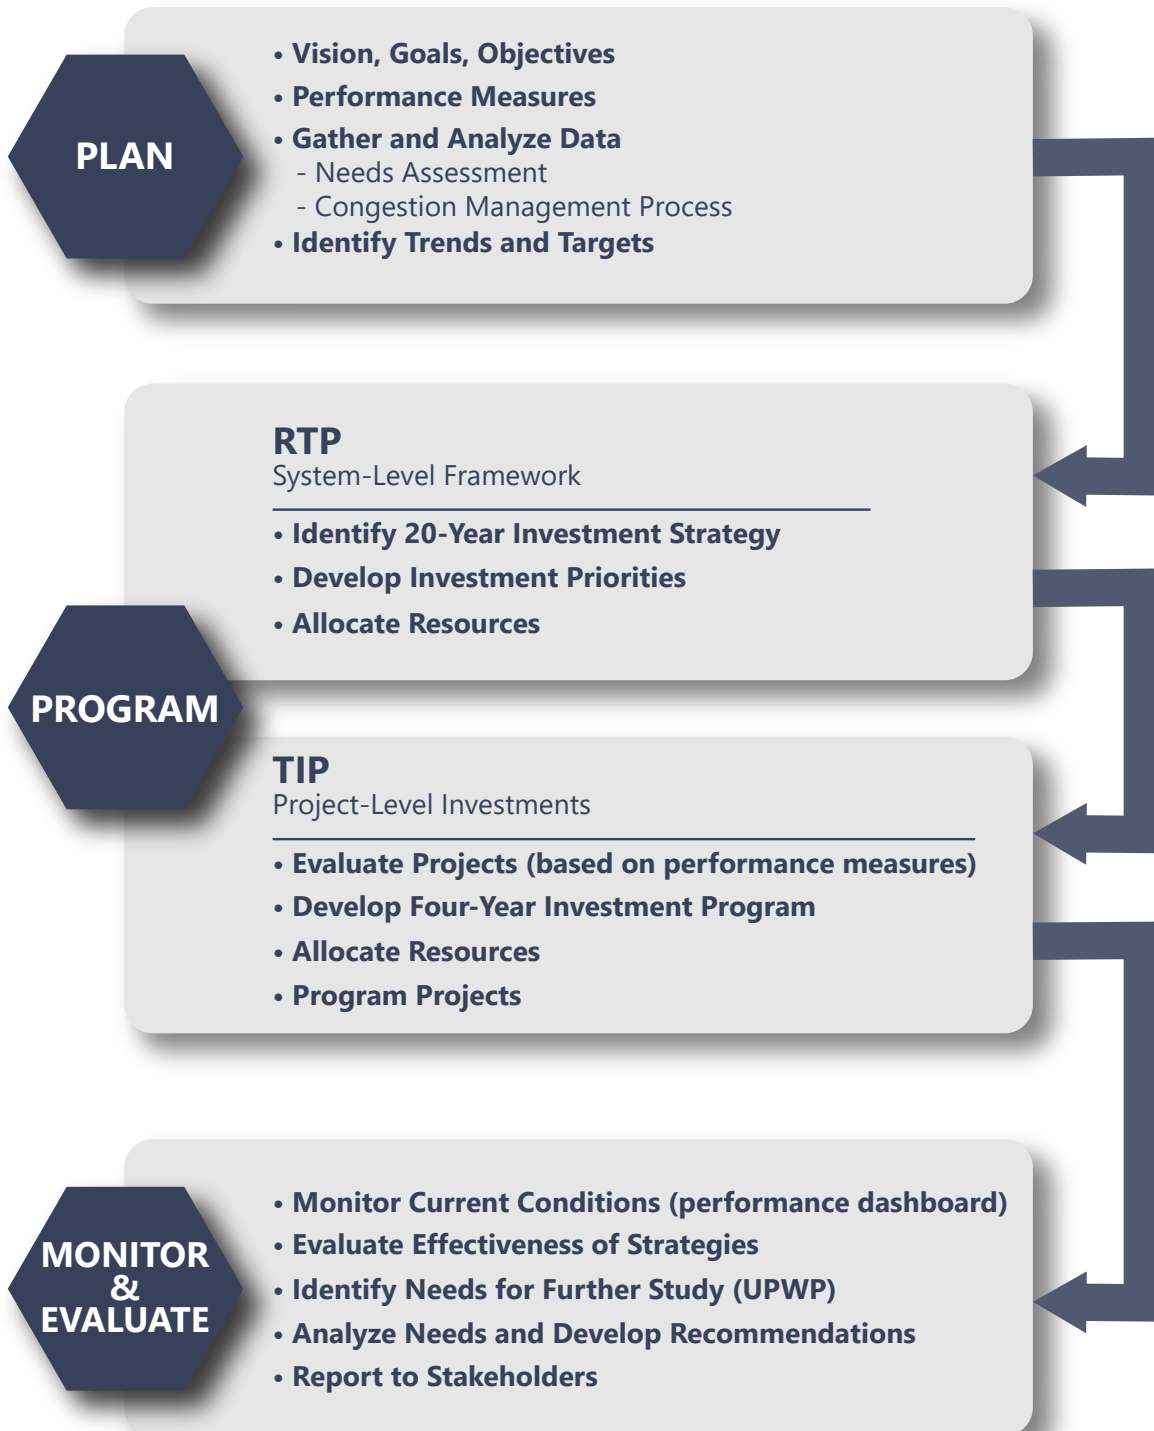 PLAN
• Vision, Goals, Objectives
• Performance Measures
• Gather and Analyze Data
- Needs Assessment
- Congestion Management Process
• Identify Trends and Targets
PROGRAM
RTP
System-Level Framework
• Identify 20-Year Investment Strategy
• Develop Investment Priorities
• Allocate Resources
TIP
Project-Level Investments
• Evaluate Projects (based on performance measures)
• Develop Four-Year Investment Program
• Allocate Resources
• Program Projects
MONITOR
&
EVALUATE
• Monitor Current Conditions (performance dashboard)
• Evaluate Effectiveness of Strategies
• Identify Needs for Further Study (UPWP)
• Analyze Needs and Develop Recommendations
• Report to Stakeholders